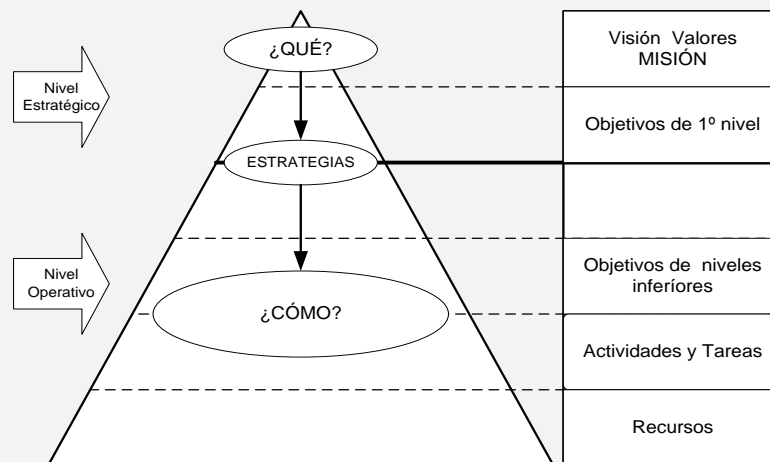 ¿QUÉ?
Visión Valores
MISIÓN
Nivel
Estratégico
Objetivos de 1º nivel
ESTRATEGIAS
Nivel
Operativo
Objetivos de niveles
inferíores
¿CÓMO?
Actividades y Tareas
Recursos